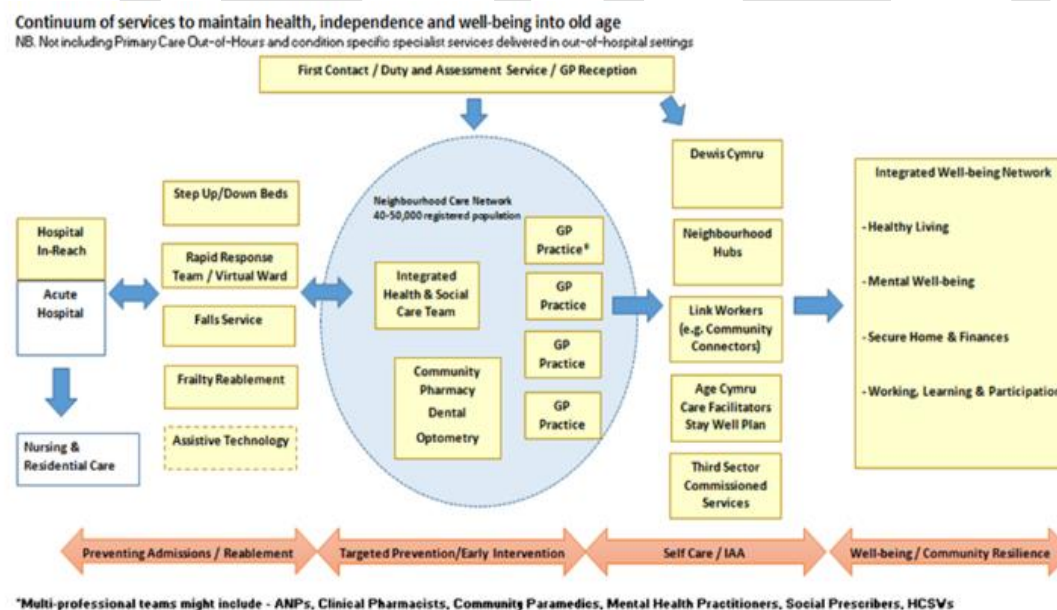 Continuum of services to maintain health, independence and well-being into old age
NB. Not including Primary Care Out-of-Hours and condition specific specialist services delivered in out-of-hospital settings
First Contact / Duty and Assessment Service / GP Reception
Hospital
In-Reach
Acute
Hospital
Nursing &
Residential Care
Step Up/Down Beds
Rapid Response
Team / Virtual Ward
Falls Service
Frailty Reablement
Assistive Technology
Neighbourhood Care Network
40-50,000 registered population
Integrated
Health & Social
Care Team
Community
Pharmacy
Dental
Optometry
GP
Practice*
GP
Practice
GP
Practice
GP
Practice
Dewis Cymru
Neighbourhood
Hubs
Link Workers
(e.g. Community
Connectors)
Age Cymru
Care Facilitators
Stay Well Plan
Third Sector
Commissioned
Services
Integrated Well-being Network
-Healthy Living
-Mental Well-being
-Secure Home & Finances
-Working, Learning & Participation
Preventing Admissions / Reablement
Targeted Prevention/Early Intervention
Self Care / IAA
Well-being / Community Resilience
*Multi-professional teams might include - ANPs, Clinical Pharmacists, Community Paramedics, Mental Health Practitioners, Social Prescribers, HCSWs